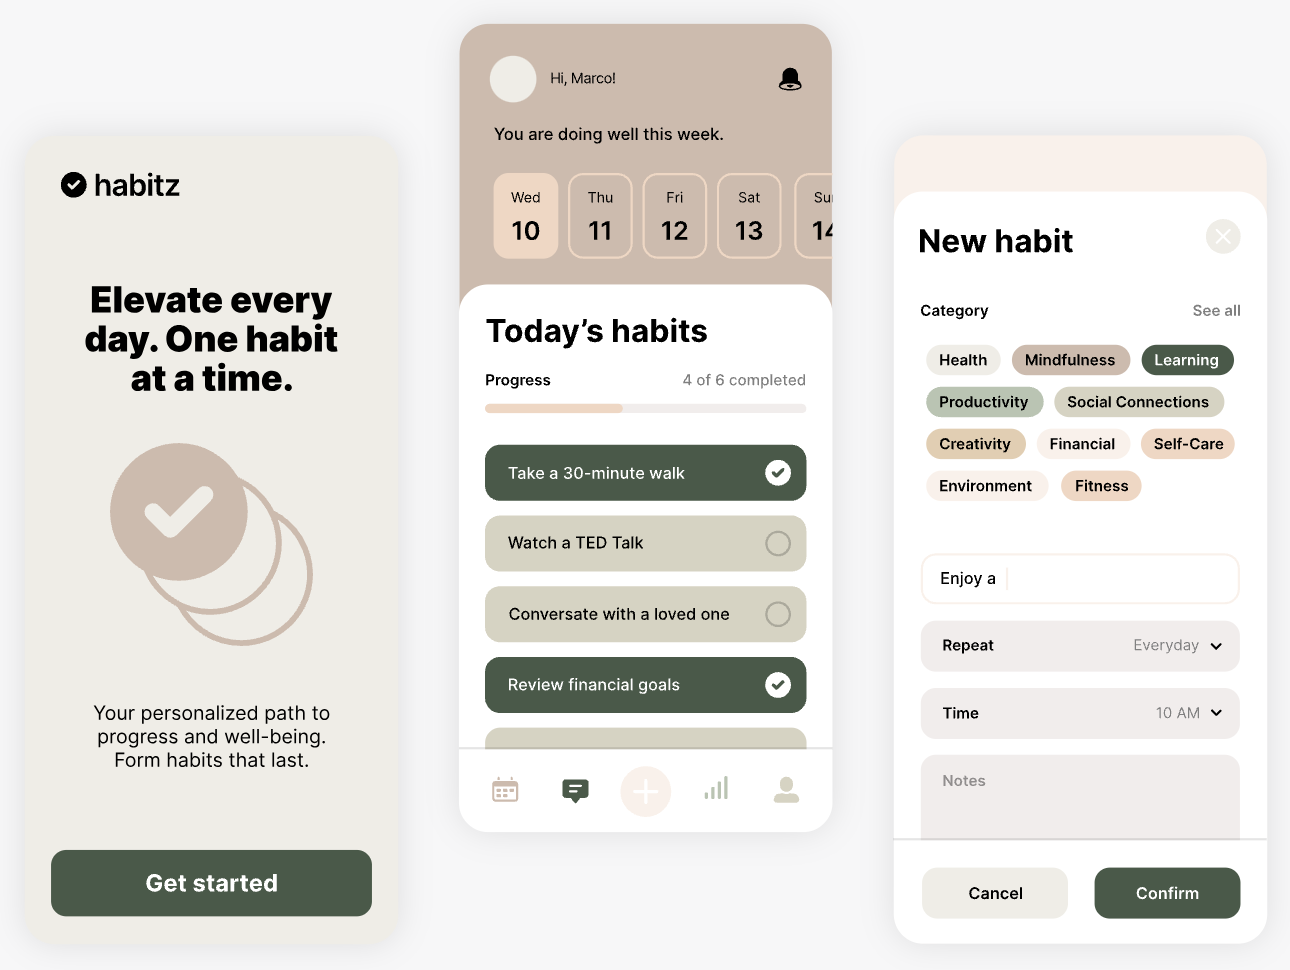 habitz
Elevate every
day. One habit
at a time.
Your personalized path to
progress and well-being.
Form habits that last.
Get started
Hi, Marco!
You are doing well this week.
Wed Thu Fri Sat
10 11 12 13
Today’s habits
Progress 4 of 6 completed
Take a 30-minute walk
Watch a TED Talk
Conversate with a loved one
Review financial goals
New habit
Category See all
Health Mindfulness Learning
Productivity Social Connections
Creativity Financial Self-Care
Environment Fitness
Enjoy a
Repeat Everyday
Time 10 AM
Notes
Cancel Confirm